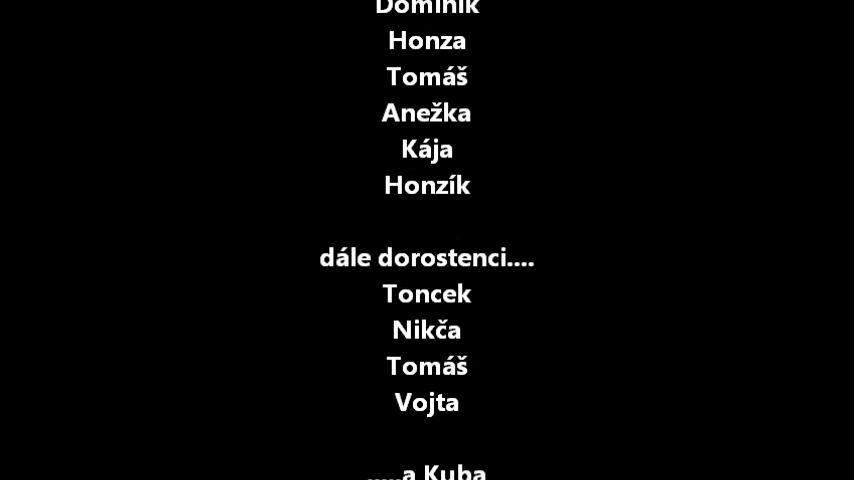 Dominik
Honza
Tomáš
Anežka
Kája
Honzík
dále dorostenci....
Toncek
Nikča
Tomáš
Vojta
.....a Kuba